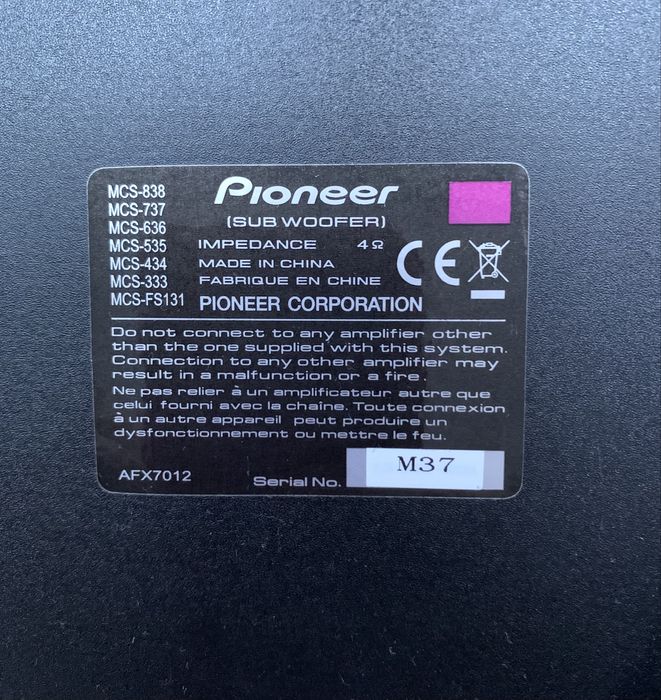 MCS-838
MCS-737
MCS-636
MCS-535
MCS-434
MCS-333
MCS-FS131
Pioneer
(SUB WOOFER)
IMPEDANCE 4Ω
MADE IN CHINA
FABRIQUE EN CHINE
PIONEER CORPORATION
CE
Do not connect to any amplifier other
than the one supplied with this system.
Connection to any other amplifier may
result in a malfunction or a fire.
Ne pas relier à un amplificateur autre que
celui fourni avec la chaîne. Toute connexion
à un autre appareil peut produire un
dysfonctionnement ou mettre le feu.
AFX7012
Serial No. M37